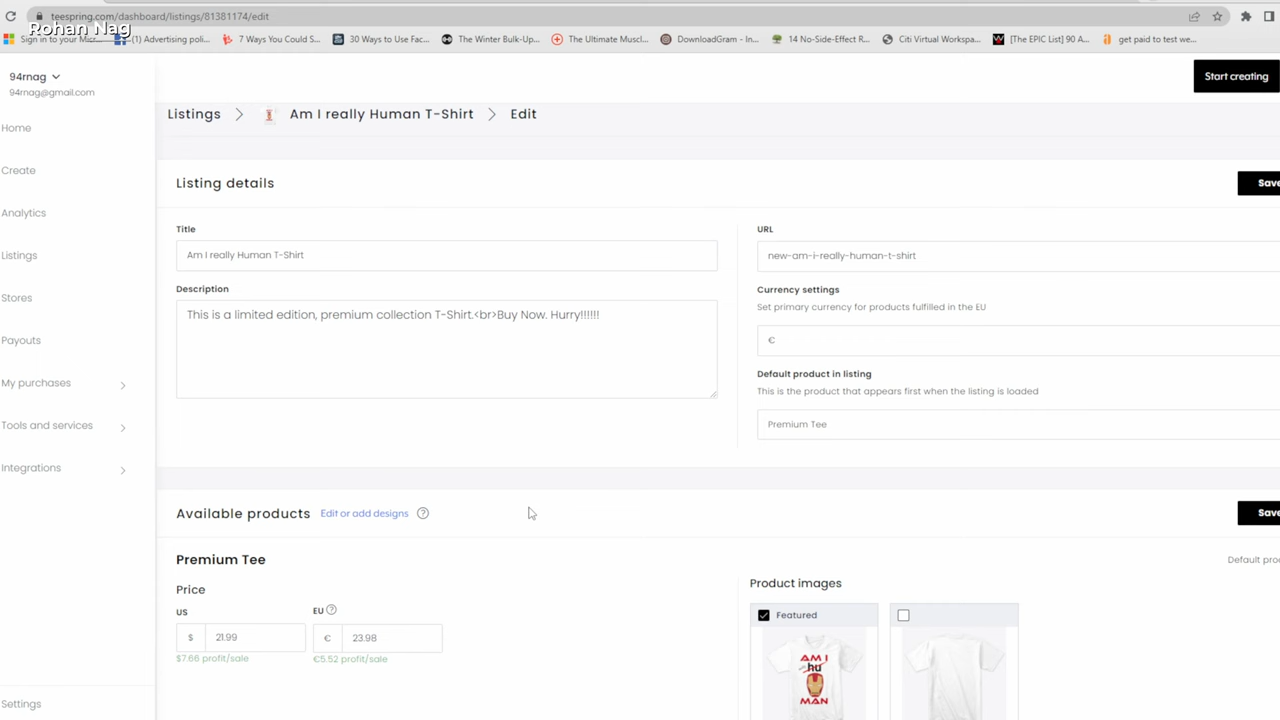 teespring.com/dashboard/listings/81381174/edit
Rohan Nag
Sign in to your Micr...
(1) Advertising poli...
7 Ways You Could S...
30 Ways to Use Fac...
The Winter Bulk-Up...
The Ultimate Muscl...
DownloadGram - In...
14 No-Side-Effect R...
Citi Virtual Workspa...
[The EPIC List] 90 A...
get paid to test we...
94rnag
94rnag@gmail.com
Start creating
Listings > Am I really Human T-Shirt > Edit
Home
Create
Analytics
Listings
Stores
Payouts
My purchases
Tools and services
Integrations
Settings
Listing details
Save
Title
Am I really Human T-Shirt
Description
This is a limited edition, premium collection T-Shirt.<br>Buy Now. Hurry!!!!!!
URL
new-am-i-really-human-t-shirt
Currency settings
Set primary currency for products fulfilled in the EU
€
Default product in listing
This is the product that appears first when the listing is loaded
Premium Tee
Available products Edit or add designs ?
Save
Premium Tee
Default prod
Price
US
EU ?
$ 21.99
€ 23.98
$7.66 profit/sale
€5.52 profit/sale
Product images
Featured
AM I
hu
MAN